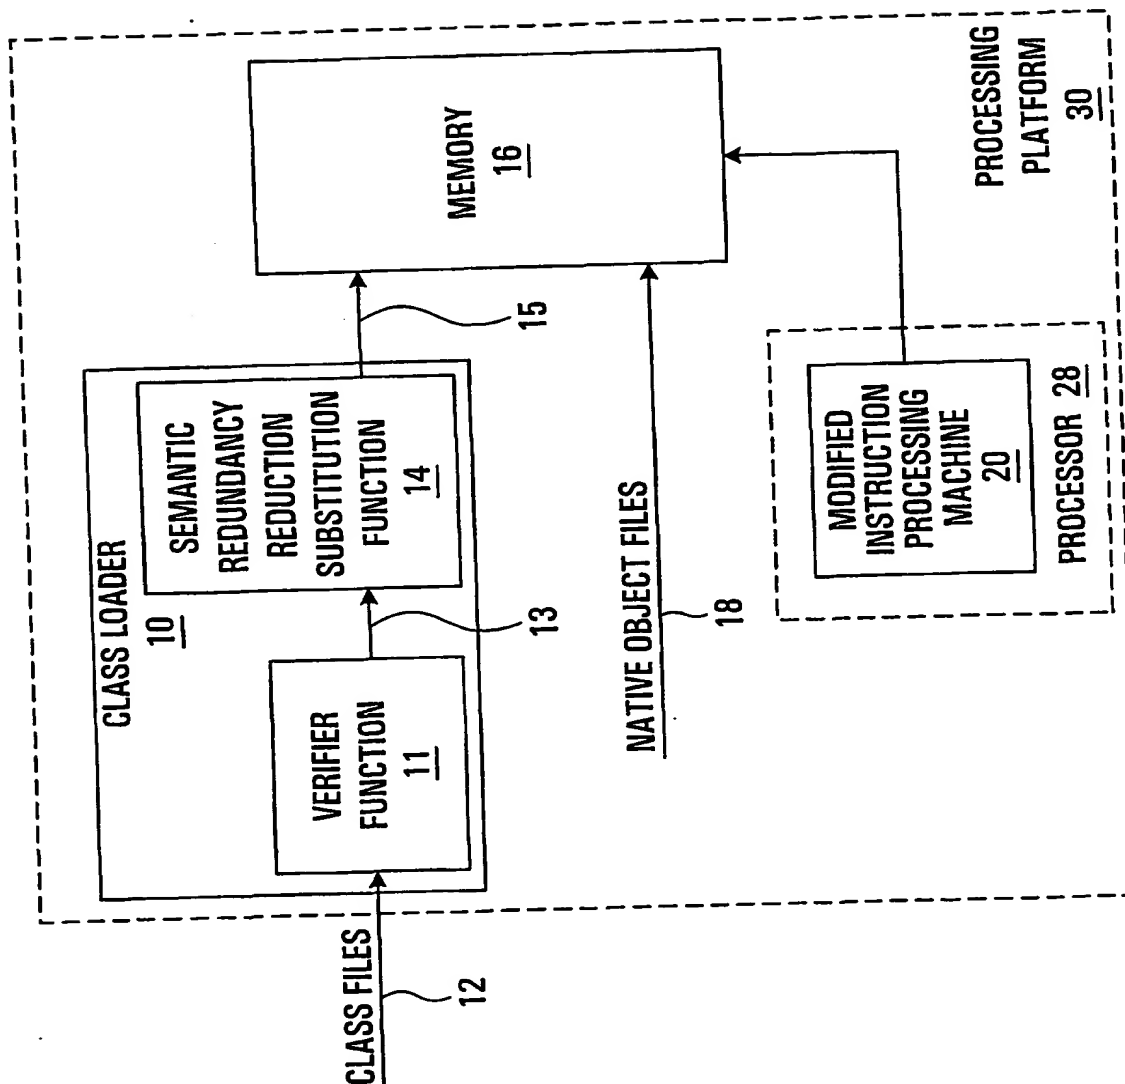 CLASS FILES
12
CLASS LOADER
10
VERIFIER
FUNCTION
11
13
SEMANTIC
REDUNDANCY
REDUCTION
SUBSTITUTION
FUNCTION
14
15
MEMORY
16
NATIVE OBJECT FILES
18
MODIFIED
INSTRUCTION
PROCESSING
MACHINE
20
PROCESSOR 28
PROCESSING
PLATFORM
30